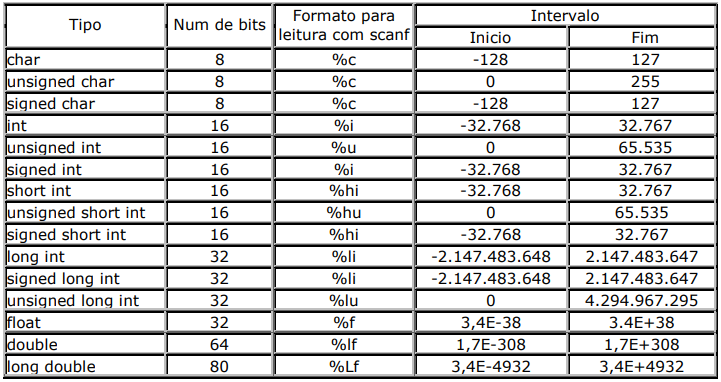 Tipo Num de bits Formato para leitura com scanf Intervalo
Inicio Fim
char 8 %c -128 127
unsigned char 8 %c 0 255
signed char 8 %c -128 127
int 16 %i -32.768 32.767
unsigned int 16 %u 0 65.535
signed int 16 %i -32.768 32.767
short int 16 %hi -32.768 32.767
unsigned short int 16 %hu 0 65.535
signed short int 16 %hi -32.768 32.767
long int 32 %li -2.147.483.648 2.147.483.647
signed long int 32 %li -2.147.483.648 2.147.483.647
unsigned long int 32 %lu 0 4.294.967.295
float 32 %f 3,4E-38 3.4E+38
double 64 %lf 1,7E-308 1,7E+308
long double 80 %Lf 3,4E-4932 3,4E+4932